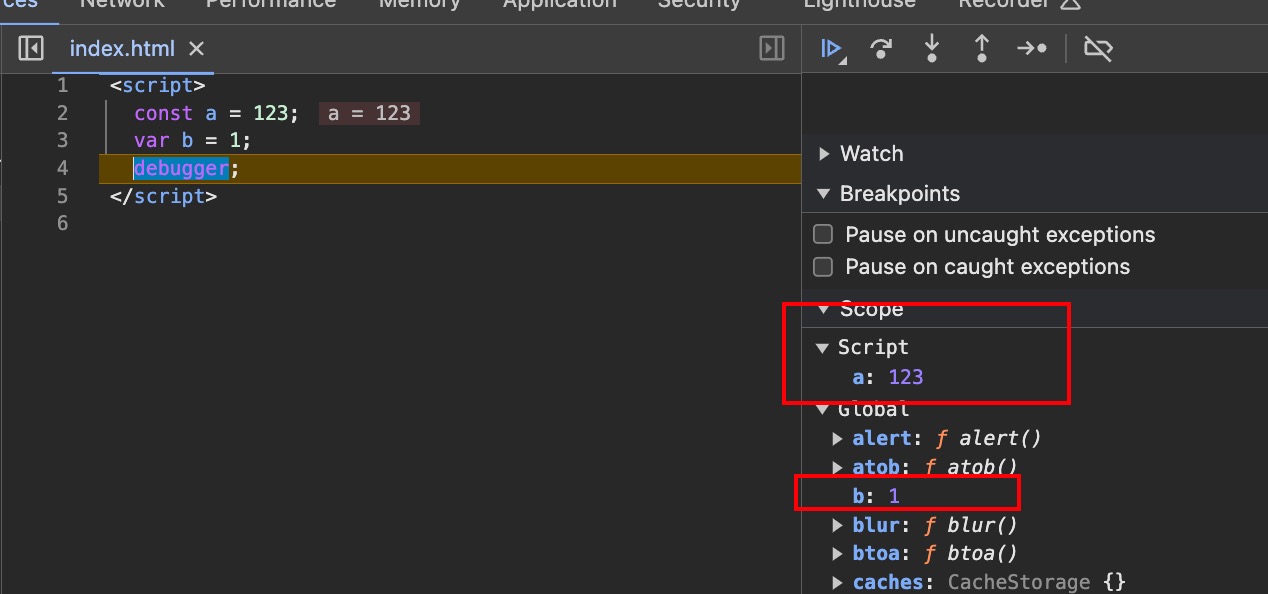 ces Network Performance Memory Application Security Lighthouse Recorder
index.html
1 <script>
2 const a = 123; a = 123
3 var b = 1;
4 debugger;
5 </script>
6
Watch
Breakpoints
Pause on uncaught exceptions
Pause on caught exceptions
Scope
Script
a: 123
Global
alert: ƒ alert()
atob: ƒ atob()
b: 1
blur: ƒ blur()
btoa: ƒ btoa()
caches: CacheStorage {}